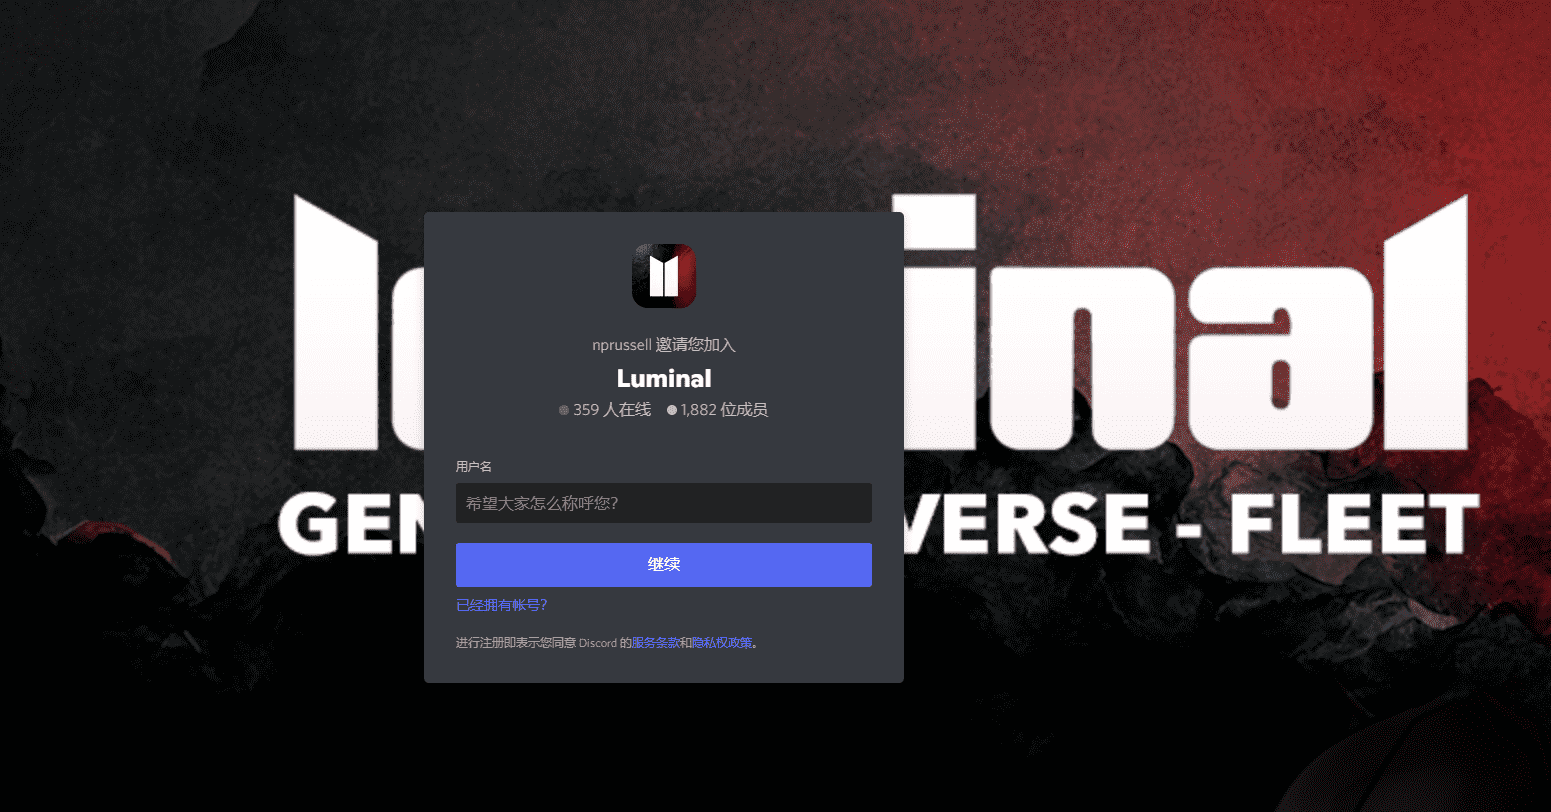 nprussell 邀请您加入
Luminal
359 人在线 1,882 位成员
用户名
希望大家怎么称呼您?
继续
已经拥有帐号?
进行注册即表示您同意 Discord 的服务条款和隐私权政策。
inal
VERSE - FLEET